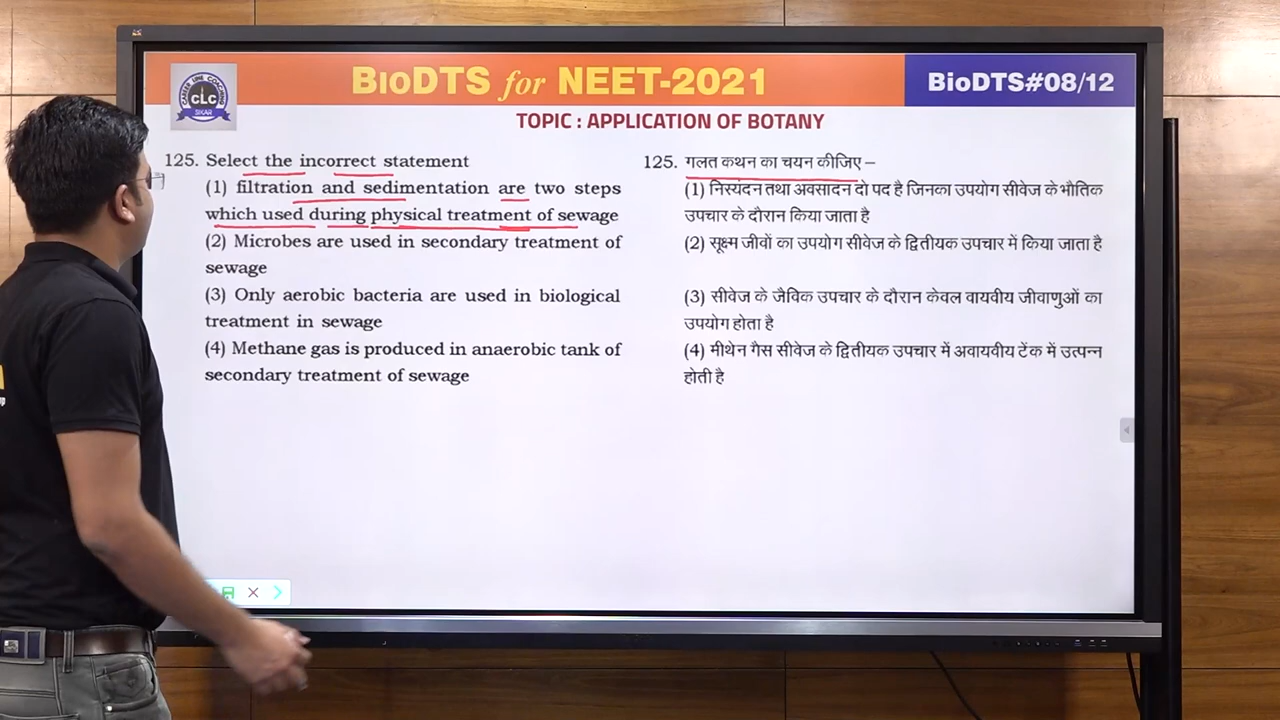 BioDTS for NEET-2021
BioDTS#08/12
CAREER LINE COACHING
CLC
SIKAR
TOPIC : APPLICATION OF BOTANY
125. Select the incorrect statement
(1) filtration and sedimentation are two steps
which used during physical treatment of sewage
(2) Microbes are used in secondary treatment of
sewage
(3) Only aerobic bacteria are used in biological
treatment in sewage
(4) Methane gas is produced in anaerobic tank of
secondary treatment of sewage
125. गलत कथन का चयन कीजिए –
(1) निस्यंदन तथा अवसादन दो पद है जिनका उपयोग सीवेज के भौतिक
उपचार के दौरान किया जाता है
(2) सूक्ष्म जीवों का उपयोग सीवेज के द्वितीयक उपचार में किया जाता है
(3) सीवेज के जैविक उपचार के दौरान केवल वायवीय जीवाणुओं का
उपयोग होता है
(4) मीथेन गैस सीवेज के द्वितीयक उपचार में अवायवीय टेंक में उत्पन्न
होती है